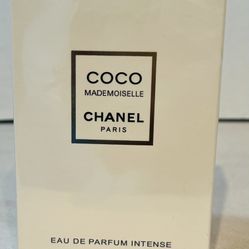 COCO
MADEMOISELLE
CHANEL
PARIS
EAU DE PARFUM INTENSE